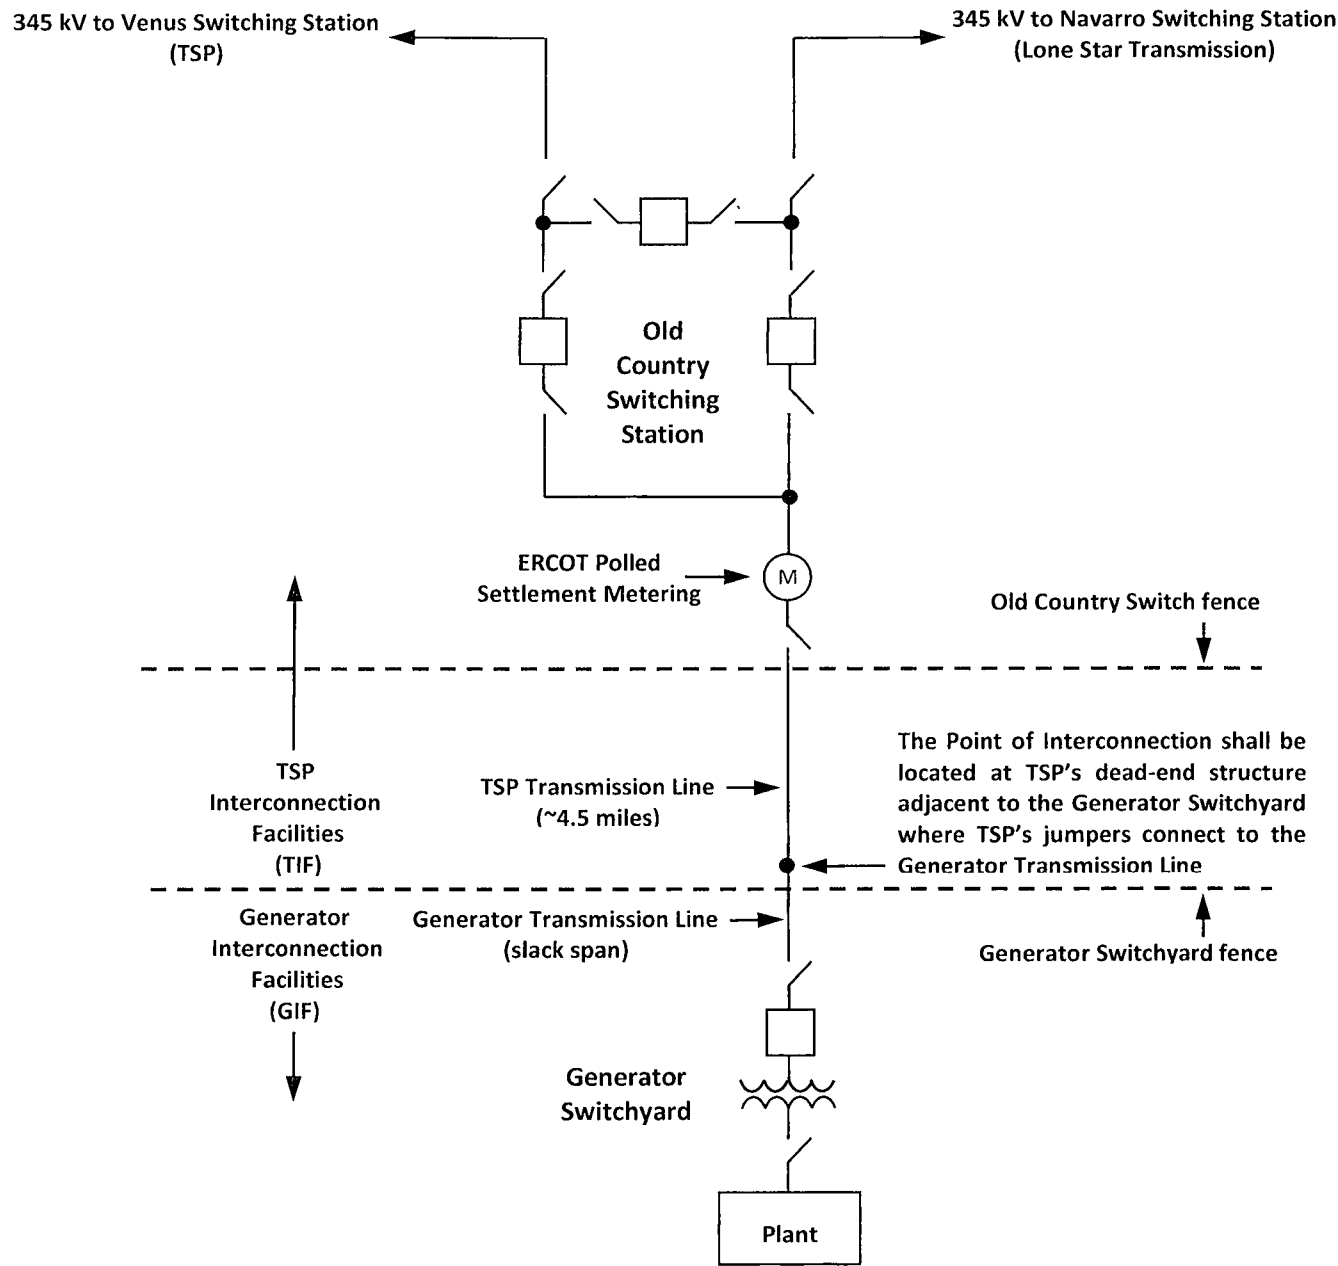 345 kV to Venus Switching Station
(TSP)
345 kV to Navarro Switching Station
(Lone Star Transmission)
Old
Country
Switching
Station
ERCOT Polled
Settlement Metering
M
Old Country Switch fence
TSP
Interconnection
Facilities
(TIF)
TSP Transmission Line
(~4.5 miles)
The Point of Interconnection shall be
located at TSP's dead-end structure
adjacent to the Generator Switchyard
where TSP's jumpers connect to the
Generator Transmission Line
Generator
Interconnection
Facilities
(GIF)
Generator Transmission Line
(slack span)
Generator Switchyard fence
Generator
Switchyard
Plant